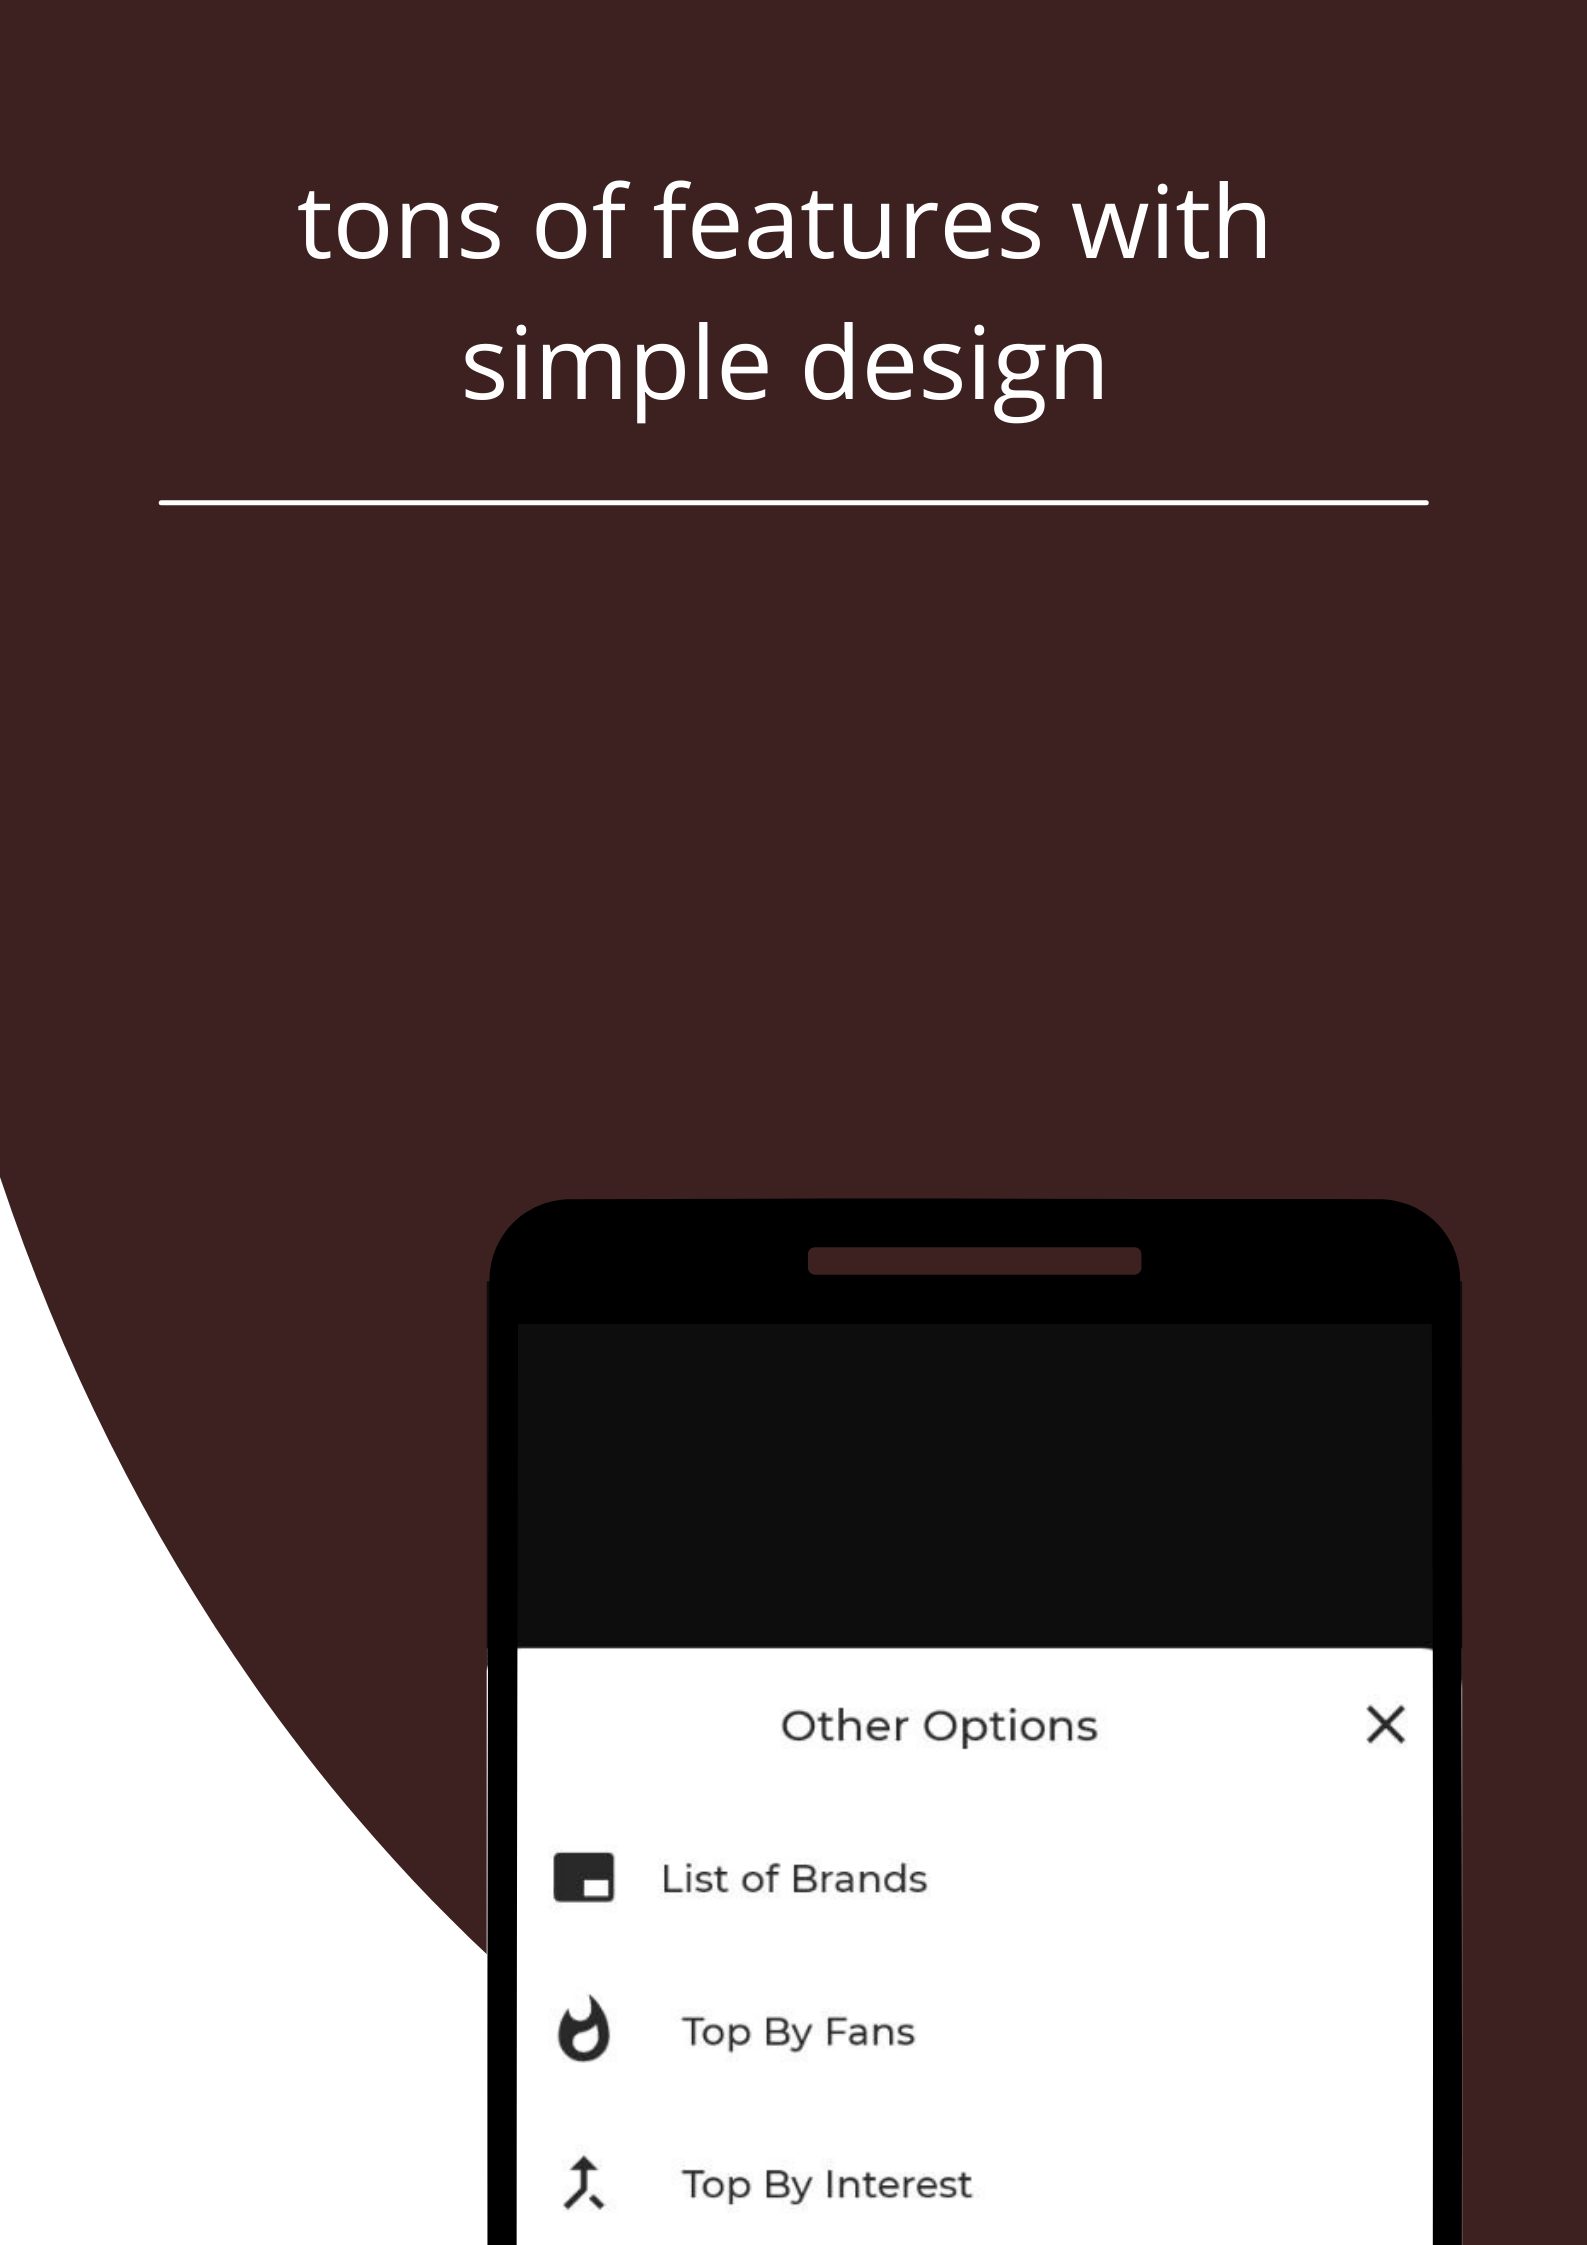 tons of features with
simple design
Other Options
List of Brands
Top By Fans
Top By Interest